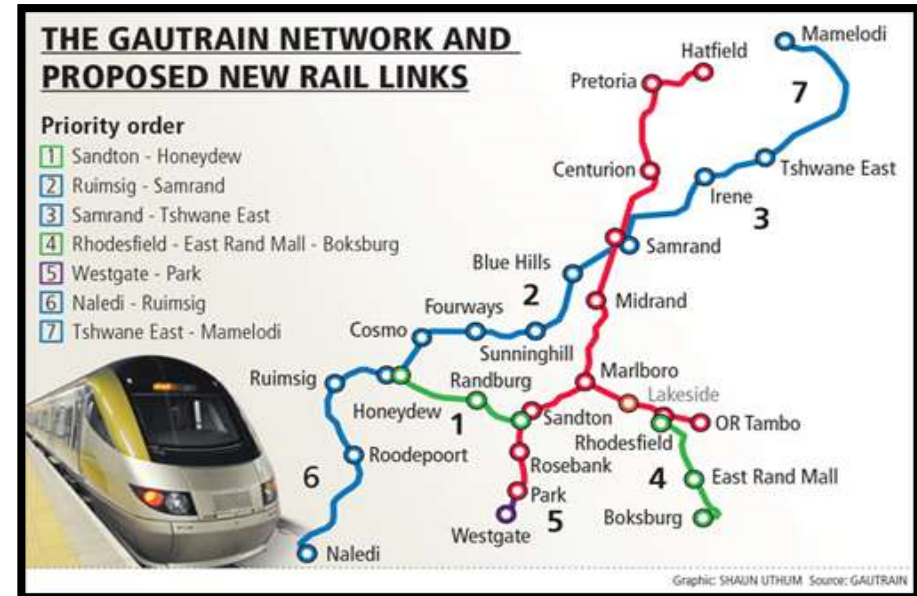 THE GAUTRAIN NETWORK AND
PROPOSED NEW RAIL LINKS
Priority order
1 Sandton - Honeydew
2 Ruimsig - Samrand
3 Samrand - Tshwane East
4 Rhodesfield - East Rand Mall - Boksburg
5 Westgate - Park
6 Naledi - Ruimsig
7 Tshwane East - Mamelodi
Mamelodi
Hatfield
Pretoria
7
Centurion
Tshwane East
Irene
3
Samrand
Blue Hills
2
Midrand
Fourways
Cosmo
Sunninghill
Marlboro
Ruimsig
Randburg
Lakeside
Honeydew
1
Sandton
OR Tambo
Rhodesfield
Roodepoort
Rosebank
6
4
East Rand Mall
Park
5
Boksburg
Westgate
Naledi
Graphic: SHAUN UTHUM Source: GAUTRAIN